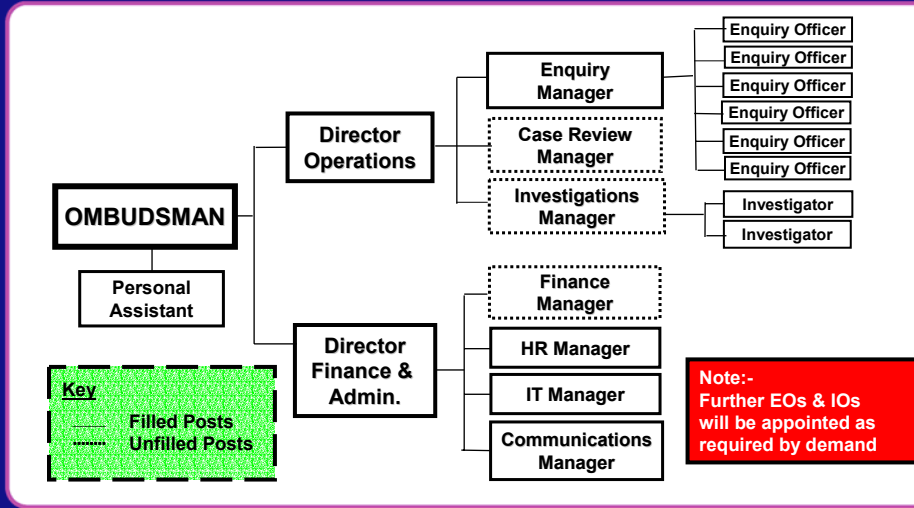 OMBUDSMAN
Personal
Assistant
Director
Operations
Enquiry
Manager
Enquiry Officer
Enquiry Officer
Enquiry Officer
Enquiry Officer
Enquiry Officer
Enquiry Officer
Case Review
Manager
Investigations
Manager
Investigator
Investigator
Director
Finance &
Admin.
Finance
Manager
HR Manager
IT Manager
Communications
Manager
Key
Filled Posts
Unfilled Posts
Note:-
Further EOs & IOs
will be appointed as
required by demand